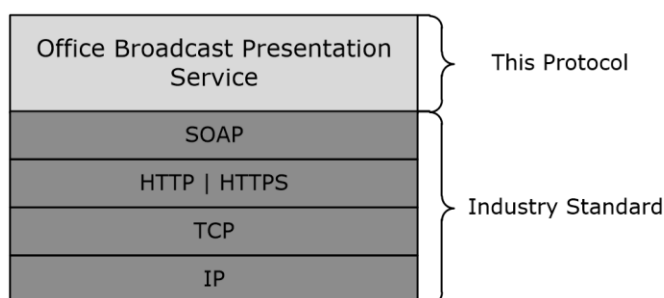 Office Broadcast Presentation
Service
This Protocol
SOAP
HTTP | HTTPS
Industry Standard
TCP
IP